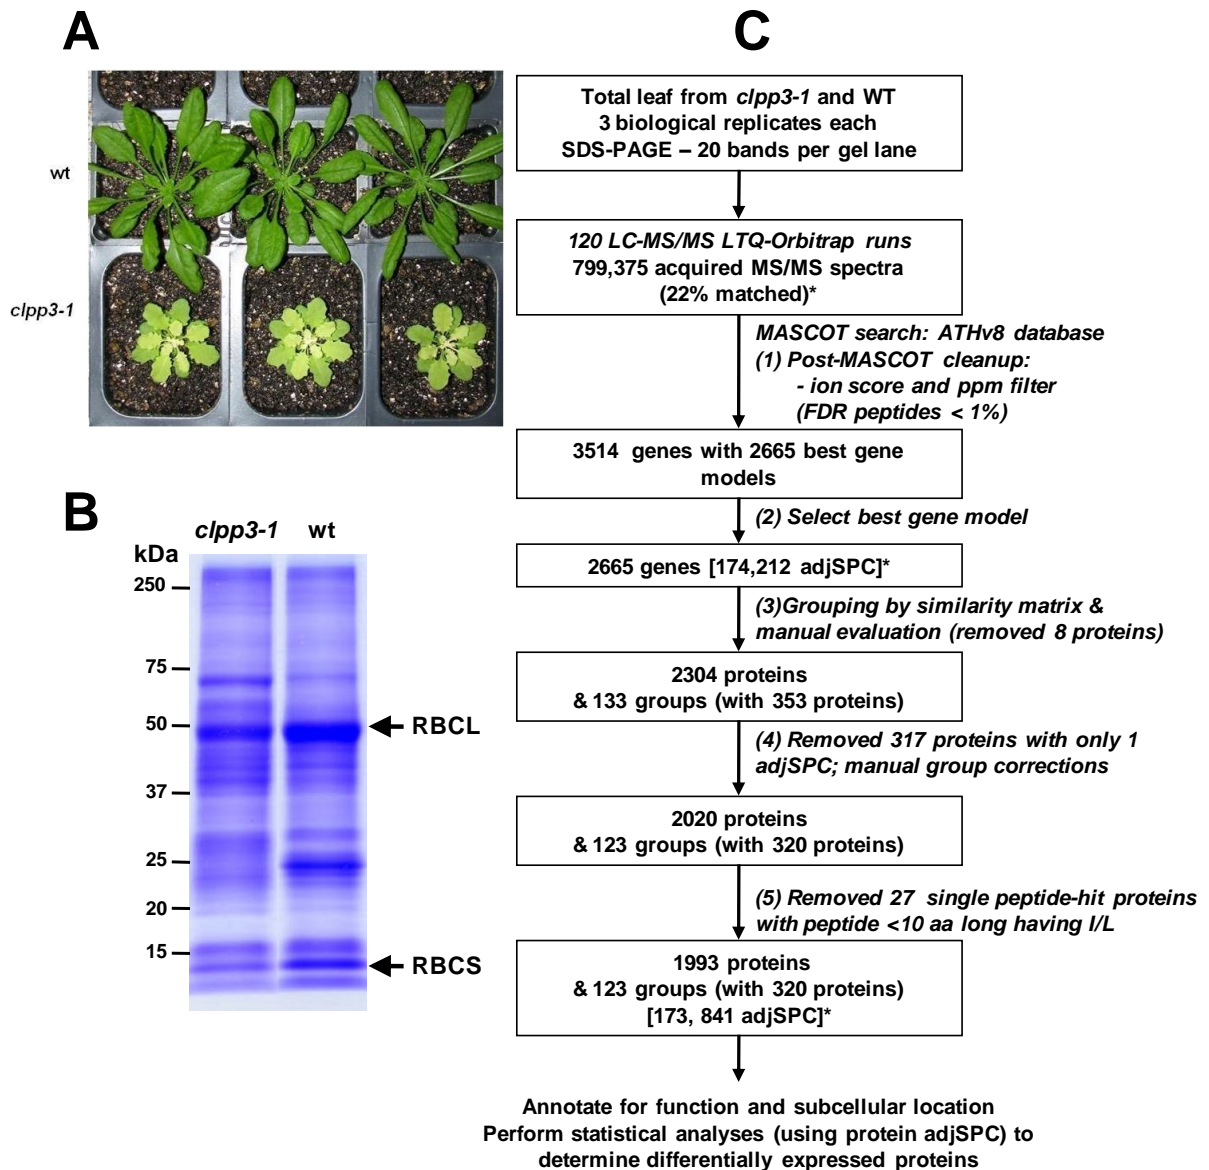 A
wt
clpp3-1
B
clpp3-1 wt
kDa
250
75
50
37
25
20
15
RBCL
RBCS
C
Total leaf from clpp3-1 and WT
3 biological replicates each
SDS-PAGE – 20 bands per gel lane
120 LC-MS/MS LTQ-Orbitrap runs
799,375 acquired MS/MS spectra
(22% matched)*
MASCOT search: ATHv8 database
(1) Post-MASCOT cleanup:
- ion score and ppm filter
(FDR peptides < 1%)
3514 genes with 2665 best gene
models
(2) Select best gene model
2665 genes [174,212 adjSPC]*
(3)Grouping by similarity matrix &
manual evaluation (removed 8 proteins)
2304 proteins
& 133 groups (with 353 proteins)
(4) Removed 317 proteins with only 1
adjSPC; manual group corrections
2020 proteins
& 123 groups (with 320 proteins)
(5) Removed 27 single peptide-hit proteins
with peptide <10 aa long having I/L
1993 proteins
& 123 groups (with 320 proteins)
[173, 841 adjSPC]*
Annotate for function and subcellular location
Perform statistical analyses (using protein adjSPC) to
determine differentially expressed proteins